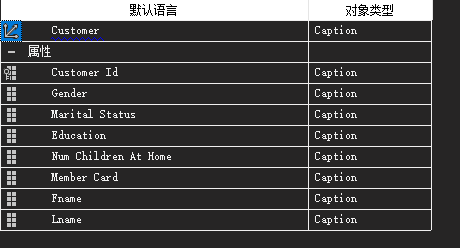 默认语言 对象类型
Customer Caption
属性
Customer Id Caption
Gender Caption
Marital Status Caption
Education Caption
Num Children At Home Caption
Member Card Caption
Fname Caption
Lname Caption